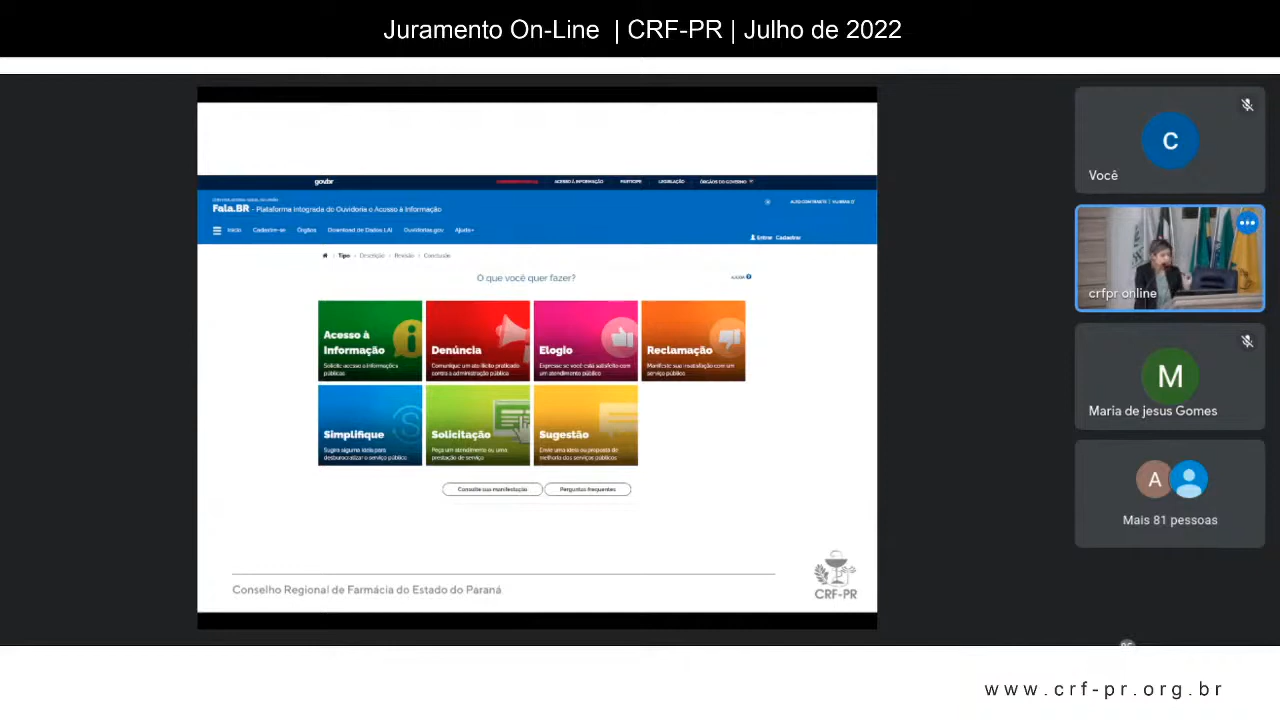 Juramento On-Line | CRF-PR | Julho de 2022
gov.br
ACESSO À INFORMAÇÃO
PARTICIPE
LEGISLAÇÃO
ÓRGÃOS DO GOVERNO
Fala.BR - Plataforma Integrada de Ouvidoria e Acesso à Informação
ALTO CONTRASTE | VLIBRAS
Início Cadastre-se Órgãos Download de Dados LAI Ouvidorias.gov Ajuda
Entrar Cadastrar
Tipo Descrição Revisão Conclusão
O que você quer fazer?
AJUDA
Acesso à
Informação
Solicite acesso a informações
públicas
Denúncia
Comunique um ato ilícito praticado
contra a administração pública
Elogio
Expresse se você está satisfeito com
um atendimento público
Reclamação
Manifeste sua insatisfação com um
serviço público
Simplifique
Sugira alguma ideia para
desburocratizar o serviço público
Solicitação
Peça um atendimento ou uma
prestação de serviço
Sugestão
Envie uma ideia ou proposta de
melhoria dos serviços públicos
Consulte sua manifestação
Perguntas frequentes
Conselho Regional de Farmácia do Estado do Paraná
CRF-PR
C
Você
crfpr online
M
Maria de jesus Gomes
A
Mais 81 pessoas
www.crf-pr.org.br